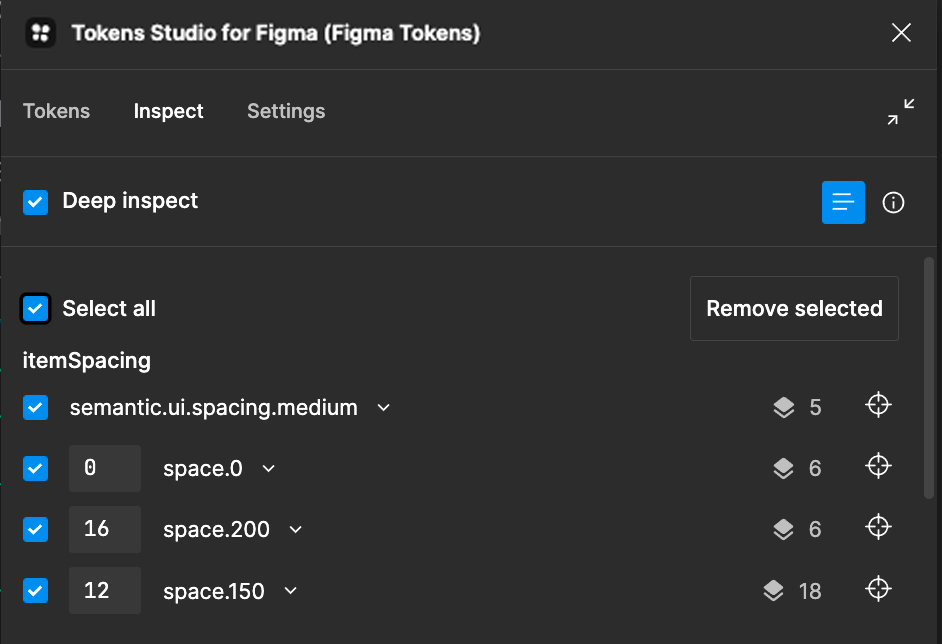 Tokens Studio for Figma (Figma Tokens)
Tokens Inspect Settings
Deep inspect
Select all Remove selected
itemSpacing
semantic.ui.spacing.medium 5
0 space.0 6
16 space.200 6
12 space.150 18